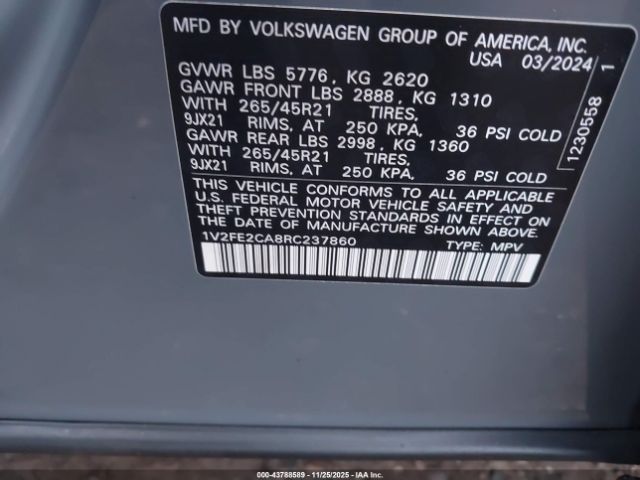 MFD BY VOLKSWAGEN GROUP OF AMERICA, INC.
USA 03/2024
GVWR LBS 5776, KG 2620
GAWR FRONT LBS 2888, KG 1310
WITH 265/45R21 TIRES,
9JX21 RIMS, AT 250 KPA, 36 PSI COLD
GAWR REAR LBS 2998, KG 1360
WITH 265/45R21 TIRES,
9JX21 RIMS, AT 250 KPA, 36 PSI COLD
THIS VEHICLE CONFORMS TO ALL APPLICABLE
U.S. FEDERAL MOTOR VEHICLE SAFETY AND
THEFT PREVENTION STANDARDS IN EFFECT ON
THE DATE OF MANUFACTURE SHOWN ABOVE.
1V2FE2CA8RC237860 TYPE: MPV
1230558 1
000-43788589 - 11/25/2025 - IAA Inc.